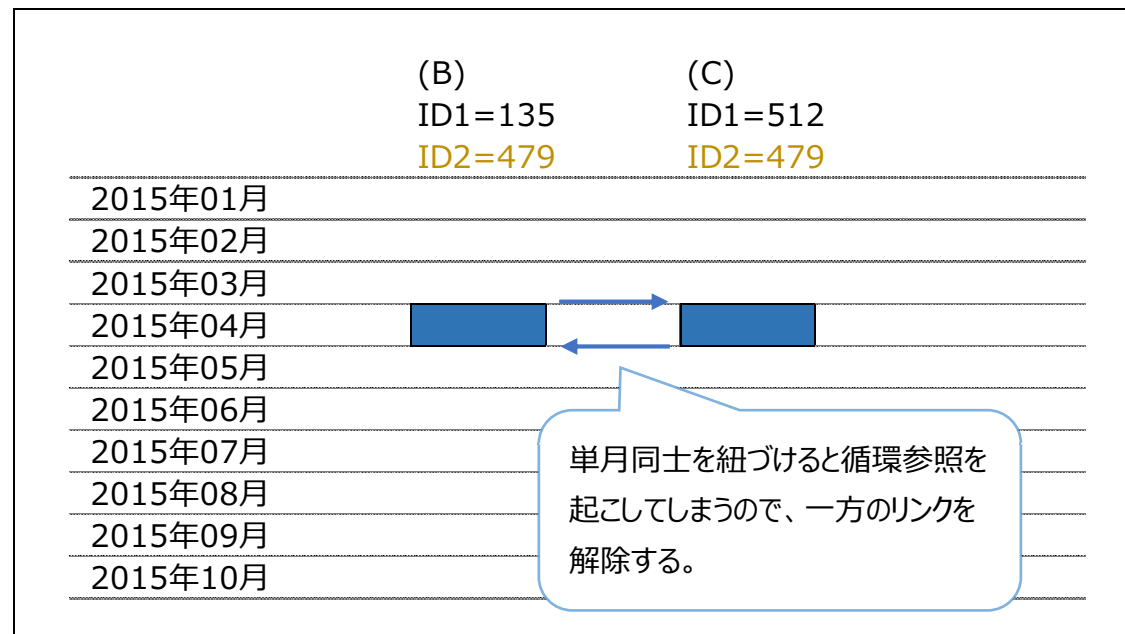 (B) (C)
ID1=135 ID1=512
ID2=479 ID2=479
2015年01月
2015年02月
2015年03月
2015年04月
2015年05月
2015年06月
2015年07月
2015年08月
2015年09月
2015年10月
単月同士を紐づけると循環参照を
起こしてしまうので、一方のリンクを
解除する。